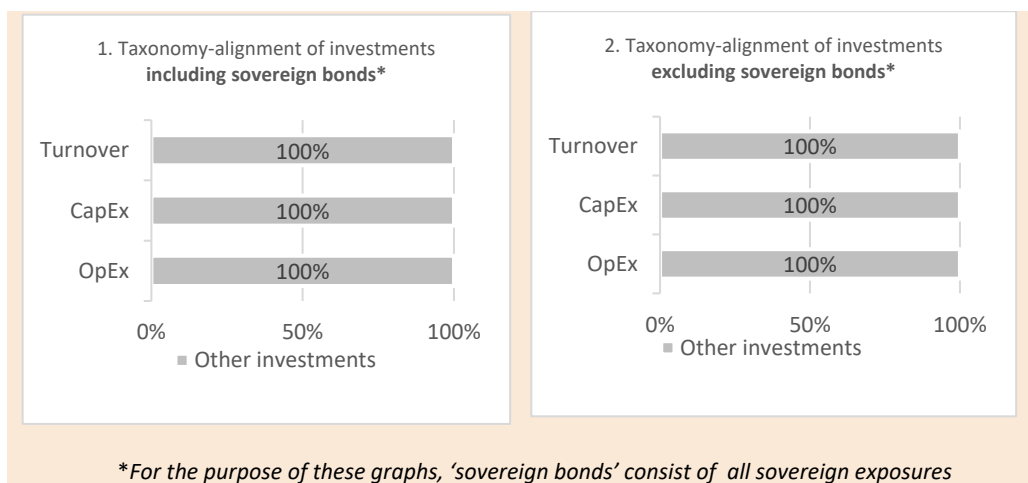 1. Taxonomy-alignment of investments
including sovereign bonds*
Turnover
100%
CapEx
100%
OpEx
100%
0%
50%
100%
Other investments
2. Taxonomy-alignment of investments
excluding sovereign bonds*
Turnover
100%
CapEx
100%
OpEx
100%
0%
50%
100%
Other investments
*For the purpose of these graphs, ‘sovereign bonds’ consist of all sovereign exposures